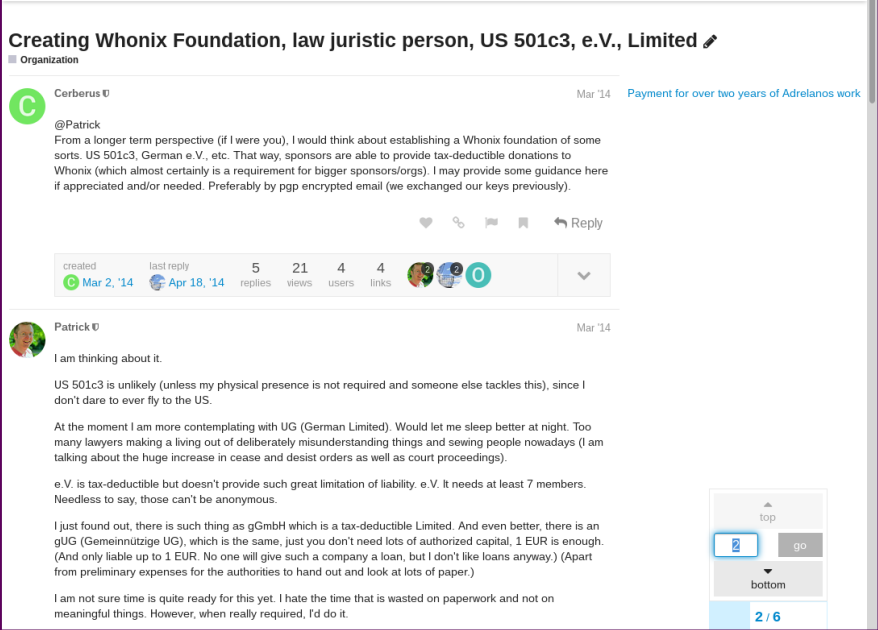 Creating Whonix Foundation, law juristic person, US 501c3, e.V., Limited
Organization
Cerberus
Mar '14
Payment for over two years of Adrelanos work
C
@Patrick
From a longer term perspective (if I were you), I would think about establishing a Whonix foundation of some
sorts. US 501c3, German e.V., etc. That way, sponsors are able to provide tax-deductible donations to
Whonix (which almost certainly is a requirement for bigger sponsors/orgs). I may provide some guidance here
if appreciated and/or needed. Preferably by pgp encrypted email (we exchanged our keys previously).
Reply
created
last reply
5
21
4
4
2
2
O
C Mar 2, '14
Apr 18, '14
replies
views
users
links
Patrick
Mar '14
I am thinking about it.
US 501c3 is unlikely (unless my physical presence is not required and someone else tackles this), since I
don't dare to ever fly to the US.
At the moment I am more contemplating with UG (German Limited). Would let me sleep better at night. Too
many lawyers making a living out of deliberately misunderstanding things and sewing people nowadays (I am
talking about the huge increase in cease and desist orders as well as court proceedings).
e.V. is tax-deductible but doesn't provide such great limitation of liability. e.V. It needs at least 7 members.
Needless to say, those can't be anonymous.
I just found out, there is such thing as gGmbH which is a tax-deductible Limited. And even better, there is an
gUG (Gemeinnützige UG), which is the same, just you don't need lots of authorized capital, 1 EUR is enough.
(And only liable up to 1 EUR. No one will give such a company a loan, but I don't like loans anyway.) (Apart
from preliminary expenses for the authorities to hand out and look at lots of paper.)
I am not sure time is quite ready for this yet. I hate the time that is wasted on paperwork and not on
meaningful things. However, when really required, I'd do it.
top
2
go
bottom
2 / 6